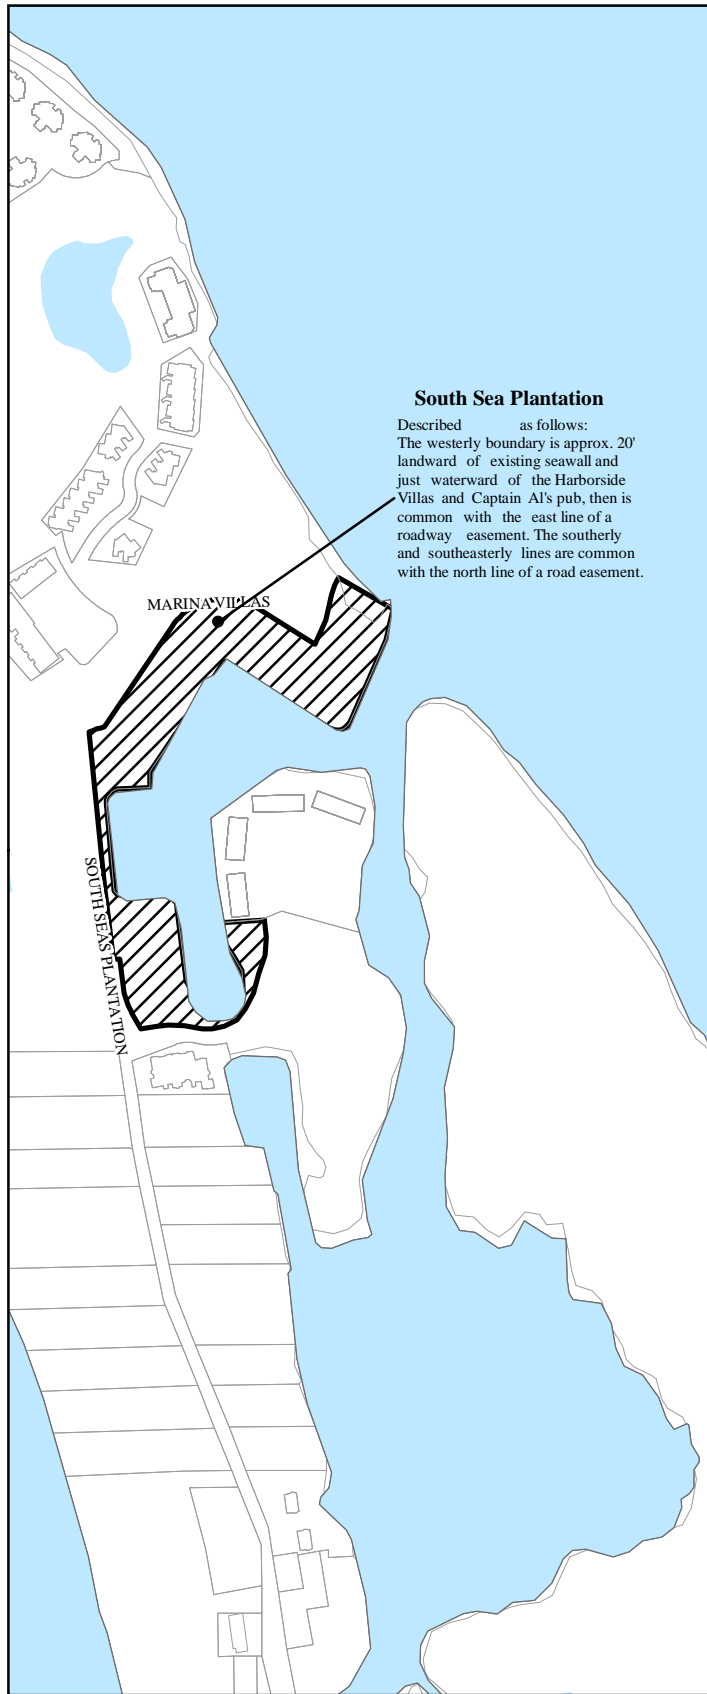 South Sea Plantation
Described as follows:
The westerly boundary is approx. 20'
landward of existing seawall and
just waterward of the Harborside
Villas and Captain Al's pub, then is
common with the east line of a
roadway easement. The southerly
and southeasterly lines are common
with the north line of a road easement.
MARINA VILLAS
SOUTH SEAS PLANTATION